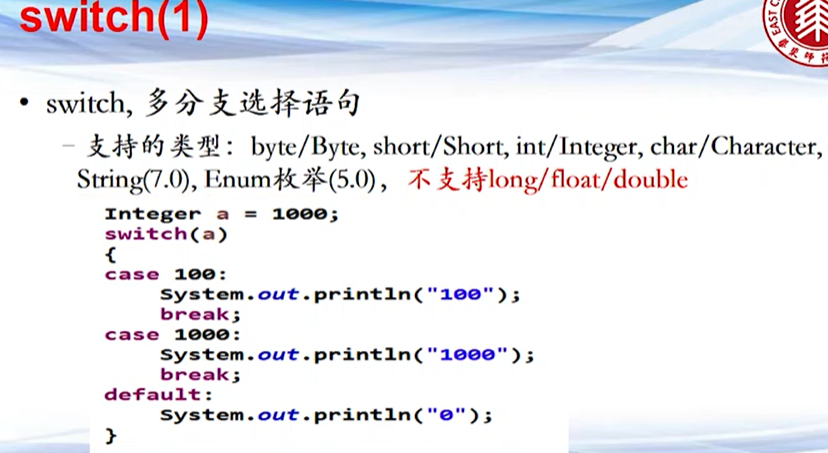 switch(1)
• switch, 多分支选择语句
– 支持的类型：byte/Byte, short/Short, int/Integer, char/Character,
String(7.0), Enum枚举(5.0)， 不支持long/float/double
Integer a = 1000;
switch(a)
{
case 100:
System.out.println("100");
break;
case 1000:
System.out.println("1000");
break;
default:
System.out.println("0");
}
EAST C